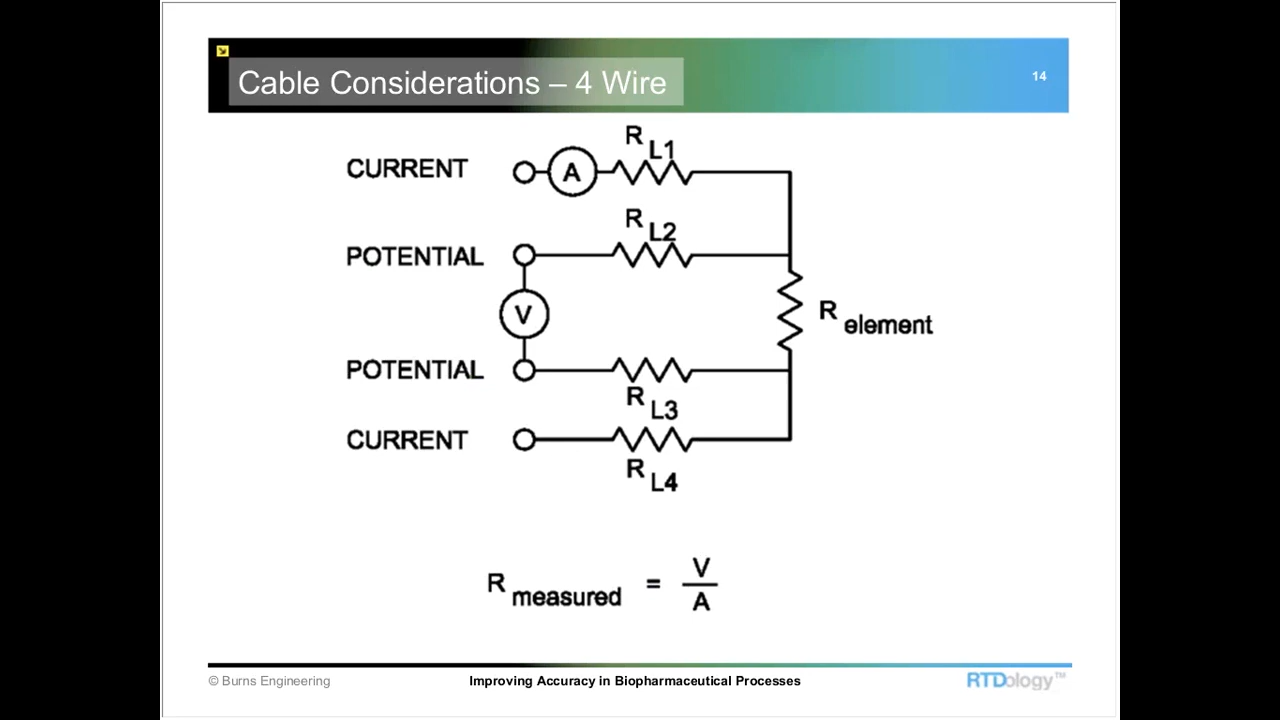 Cable Considerations – 4 Wire
14
CURRENT
A
R L1
POTENTIAL
R L2
V
R element
POTENTIAL
R L3
CURRENT
R L4
R measured = V
A
© Burns Engineering
Improving Accuracy in Biopharmaceutical Processes
RTDology™